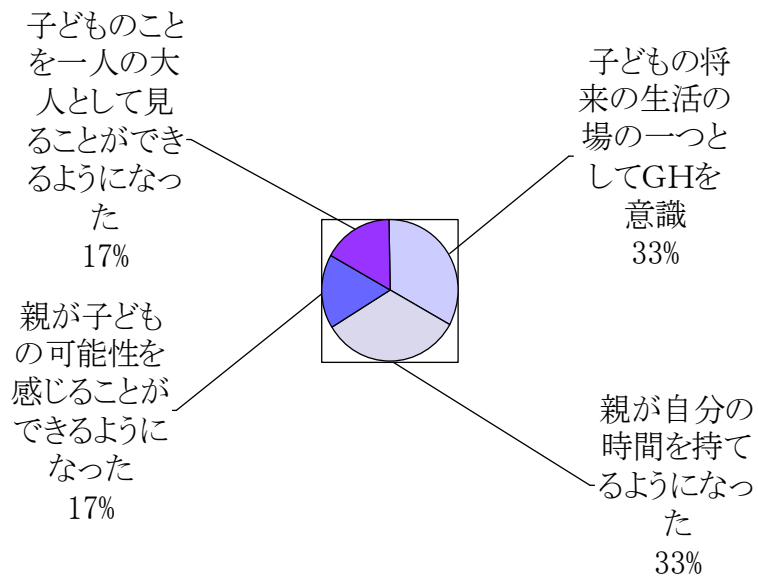 子どものこと
を一人の大
人として見
ることができ
るようになっ
た
17%
子どもの将
来の生活の
場の一つと
してGHを
意識
33%
親が子ども
の可能性を
感じることが
できるように
なった
17%
親が自分の
時間を持て
るようになっ
た
33%